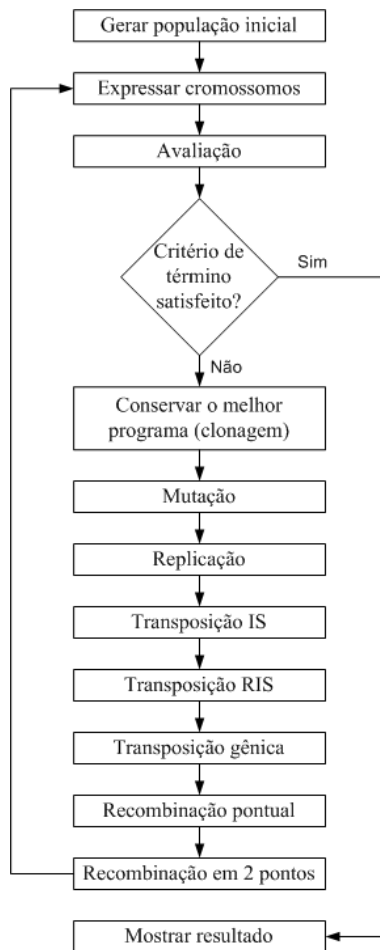 Gerar população inicial
Expressar cromossomos
Avaliação
Critério de
término
satisfeito?
Sim
Não
Conservar o melhor
programa (clonagem)
Mutação
Replicação
Transposição IS
Transposição RIS
Transposição gênica
Recombinação pontual
Recombinação em 2 pontos
Mostrar resultado